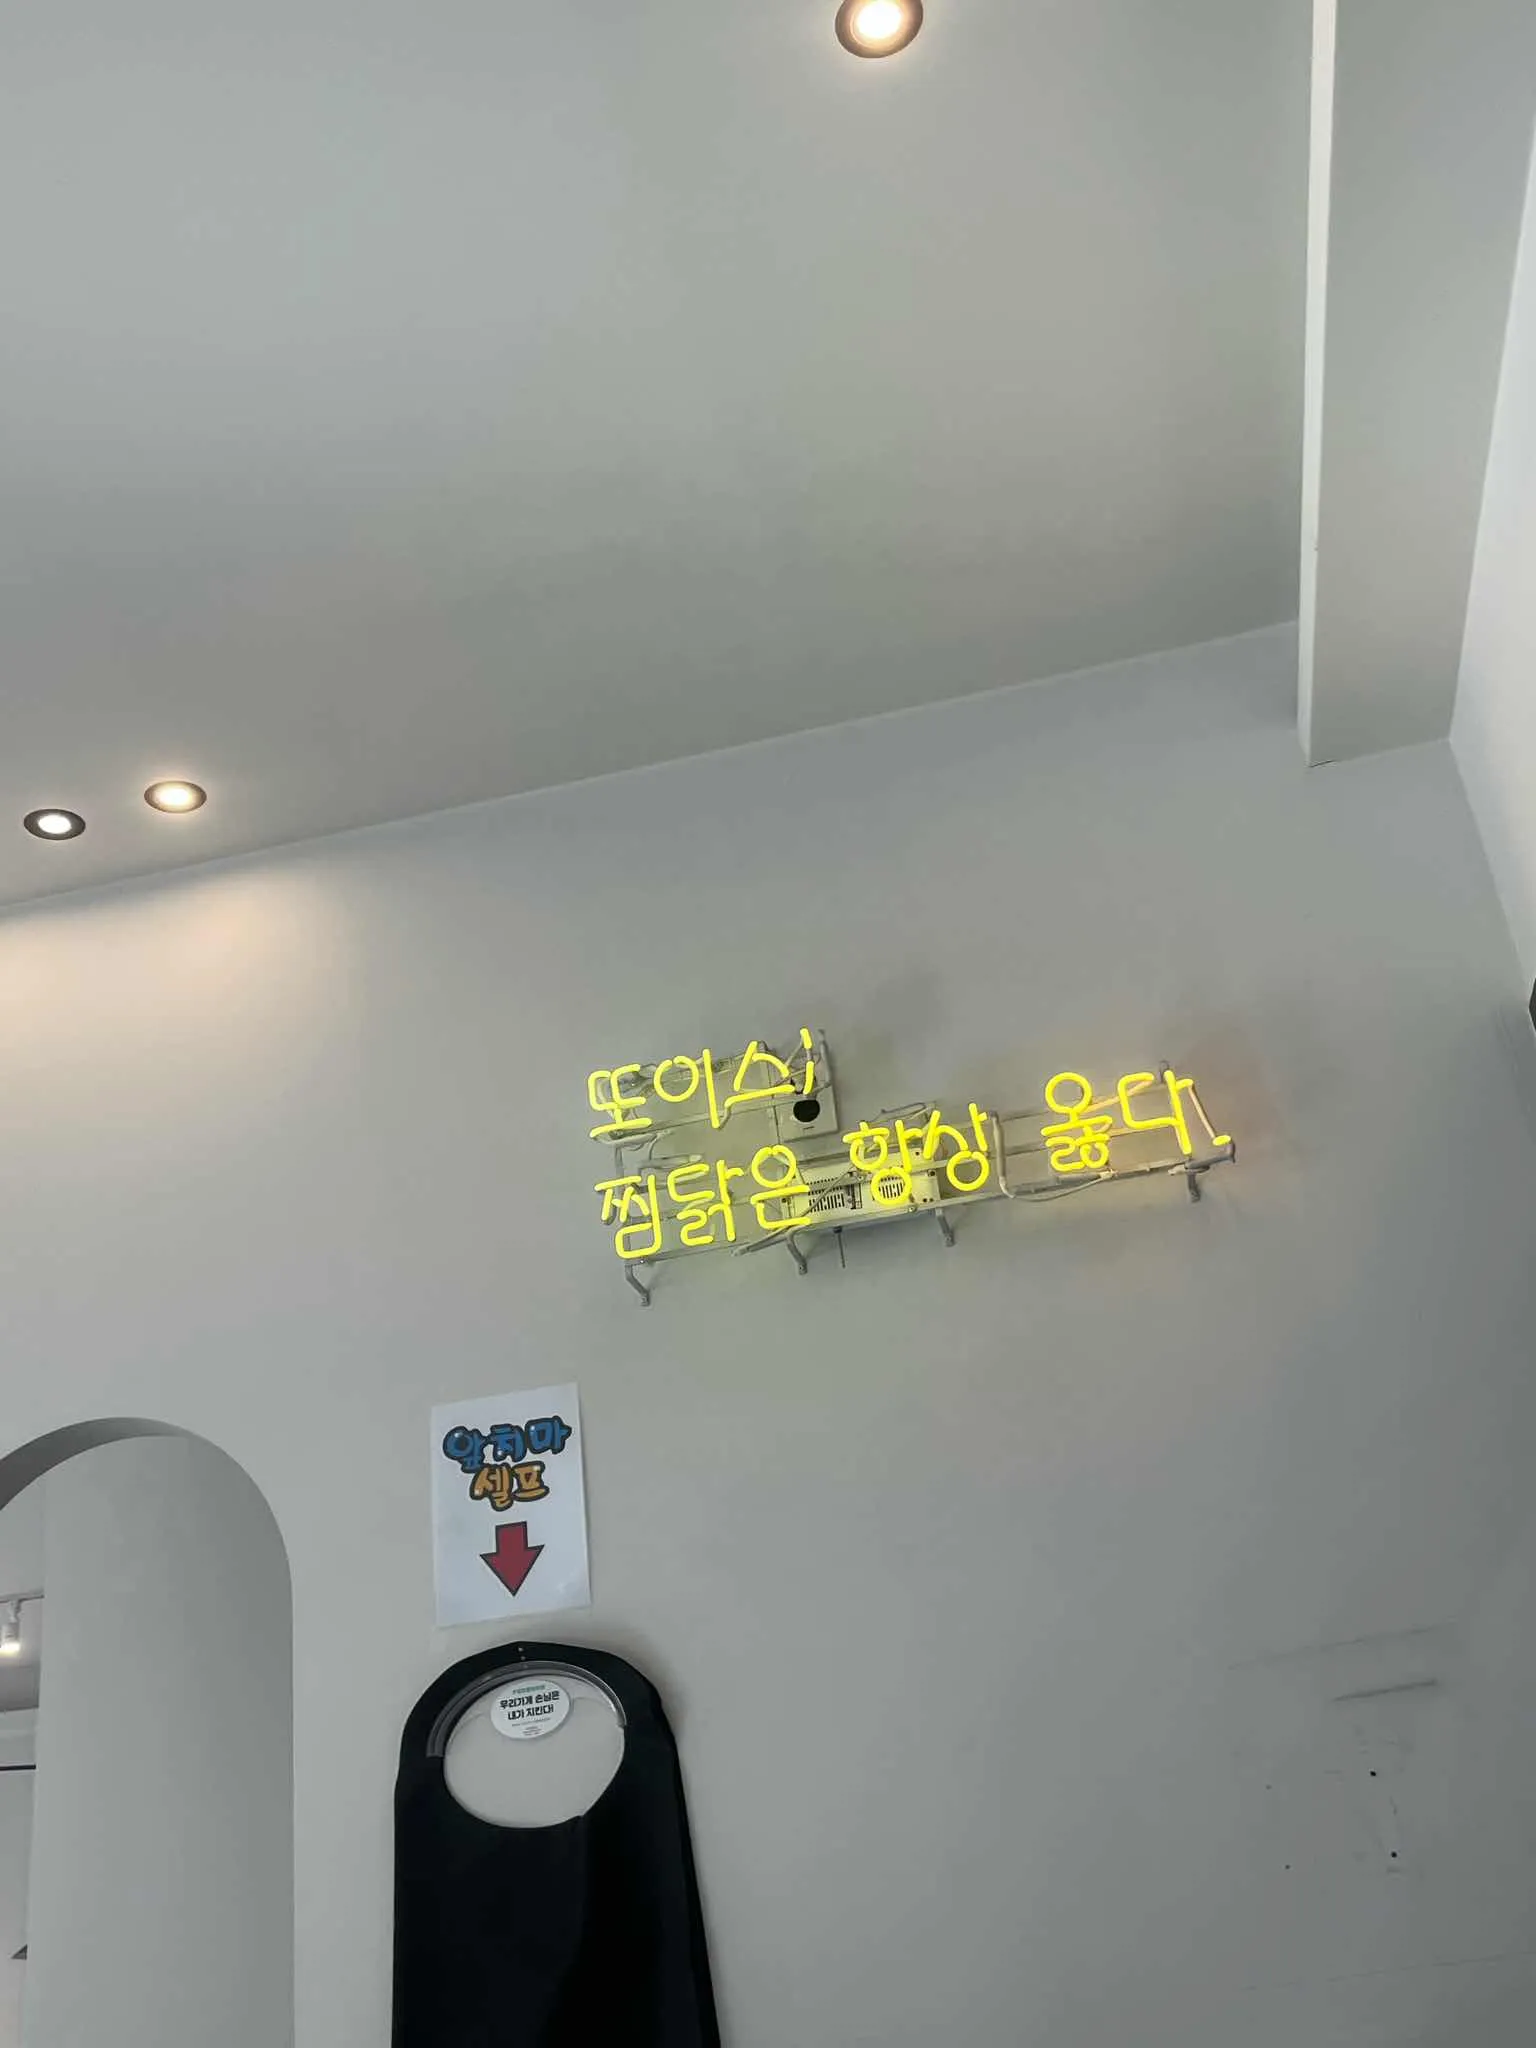 또이스;
찜닭은 항상 옳다.
앞치마
셀프
우리가게 손님은
내가 지킨다!